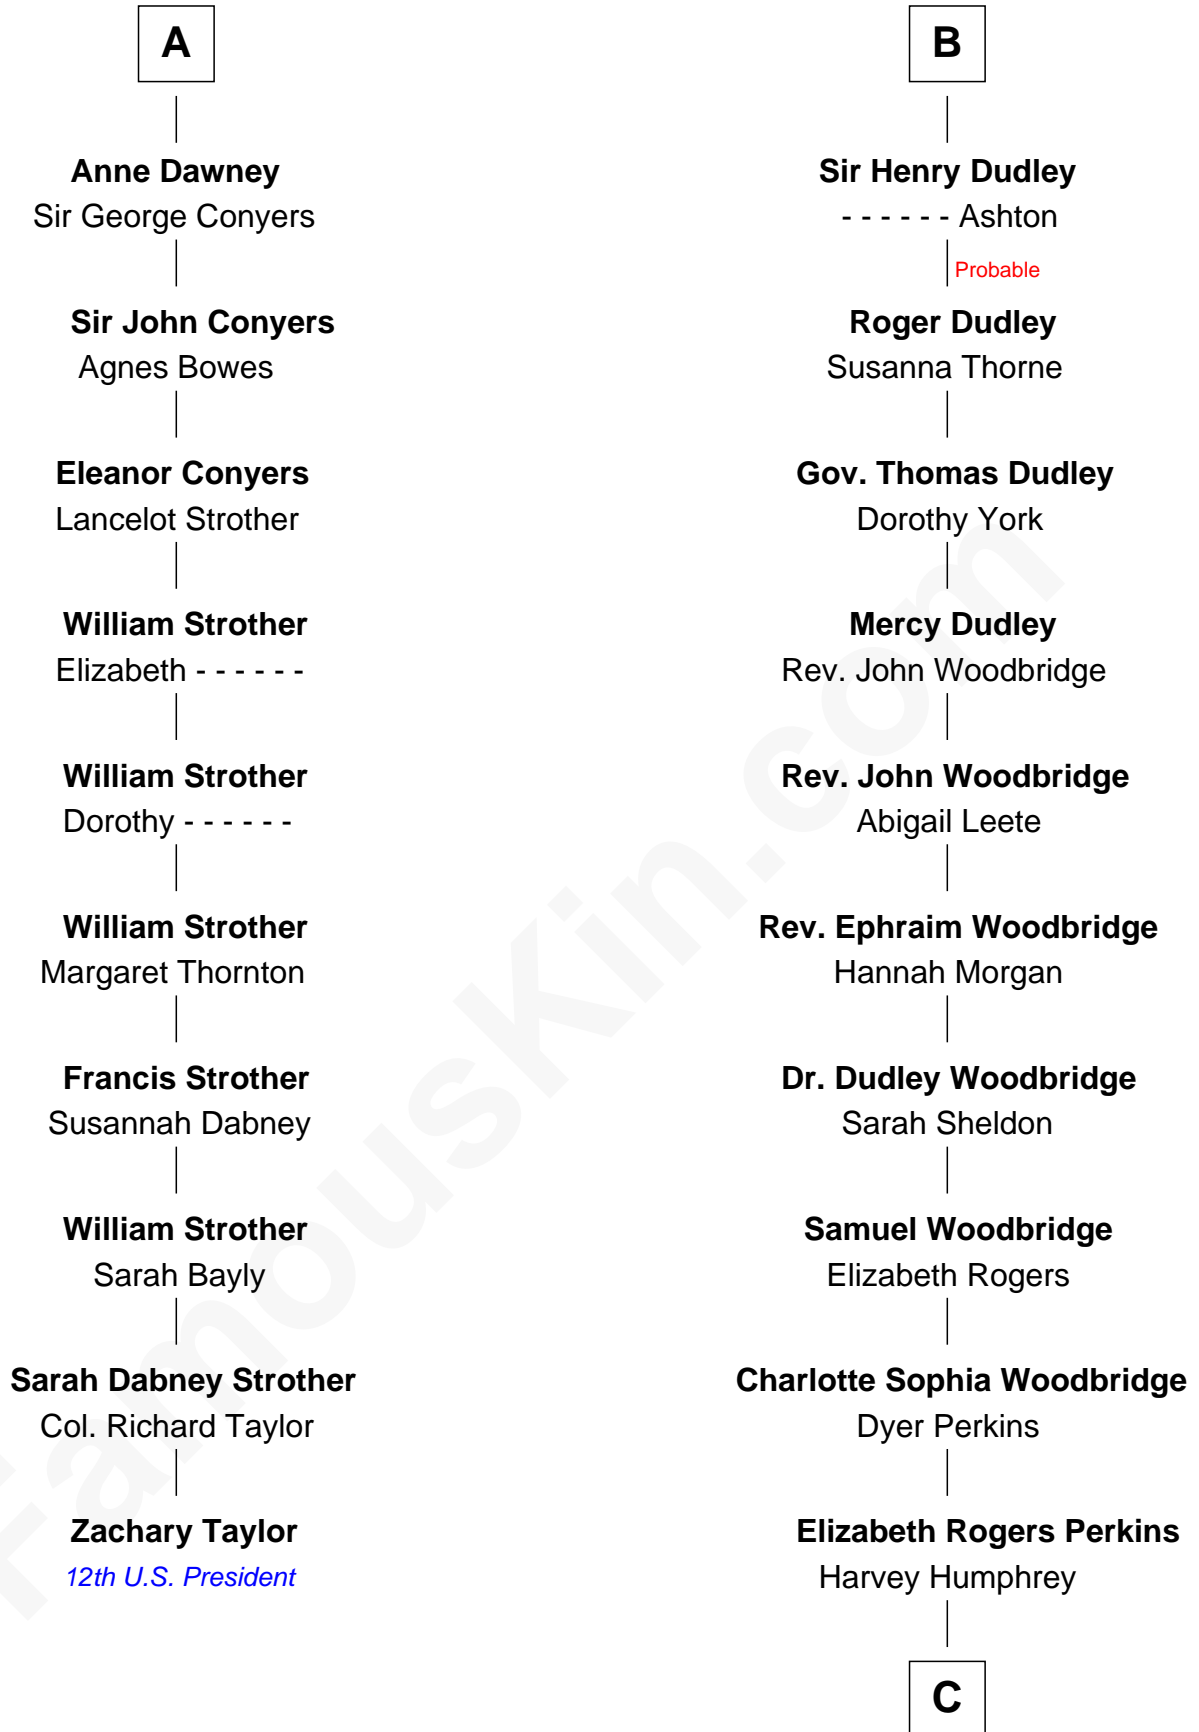 A
Anne Dawney
Sir George Conyers
Sir John Conyers
Agnes Bowes
Eleanor Conyers
Lancelot Strother
William Strother
Elizabeth - - - - - -
William Strother
Dorothy - - - - - -
William Strother
Margaret Thornton
Francis Strother
Susannah Dabney
William Strother
Sarah Bayly
Sarah Dabney Strother
Col. Richard Taylor
Zachary Taylor
12th U.S. President
B
Sir Henry Dudley
- - - - - - Ashton
Probable
Roger Dudley
Susanna Thorne
Gov. Thomas Dudley
Dorothy York
Mercy Dudley
Rev. John Woodbridge
Rev. John Woodbridge
Abigail Leete
Rev. Ephraim Woodbridge
Hannah Morgan
Dr. Dudley Woodbridge
Sarah Sheldon
Samuel Woodbridge
Elizabeth Rogers
Charlotte Sophia Woodbridge
Dyer Perkins
Elizabeth Rogers Perkins
Harvey Humphrey
C
FamousKin.com